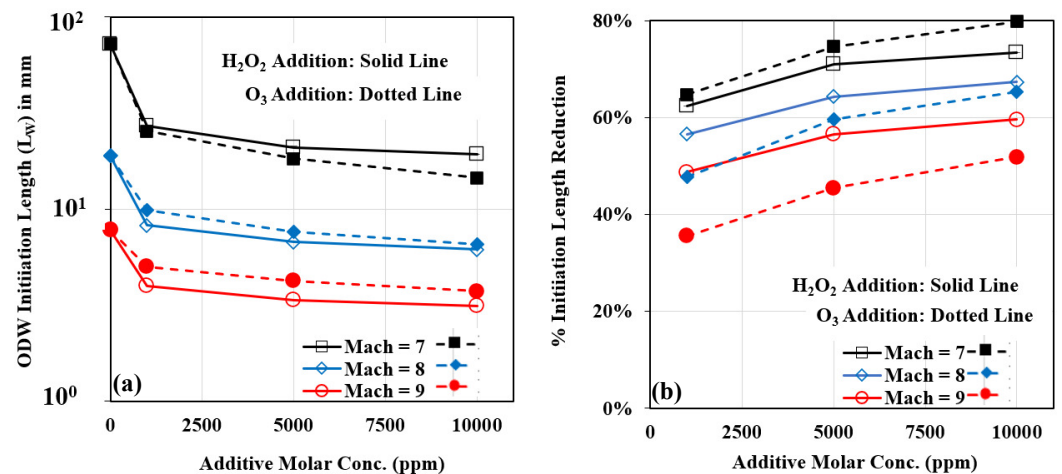 10²
10¹
10⁰
ODW Initiation Length (L_W) in mm
H₂O₂ Addition: Solid Line
O₃ Addition: Dotted Line
Mach = 7
Mach = 8
Mach = 9
(a)
0 2500 5000 7500 10000
Additive Molar Conc. (ppm)
80%
60%
40%
20%
0%
% Initiation Length Reduction
H₂O₂ Addition: Solid Line
O₃ Addition: Dotted Line
Mach = 7
Mach = 8
Mach = 9
(b)
0 2500 5000 7500 10000
Additive Molar Conc. (ppm)